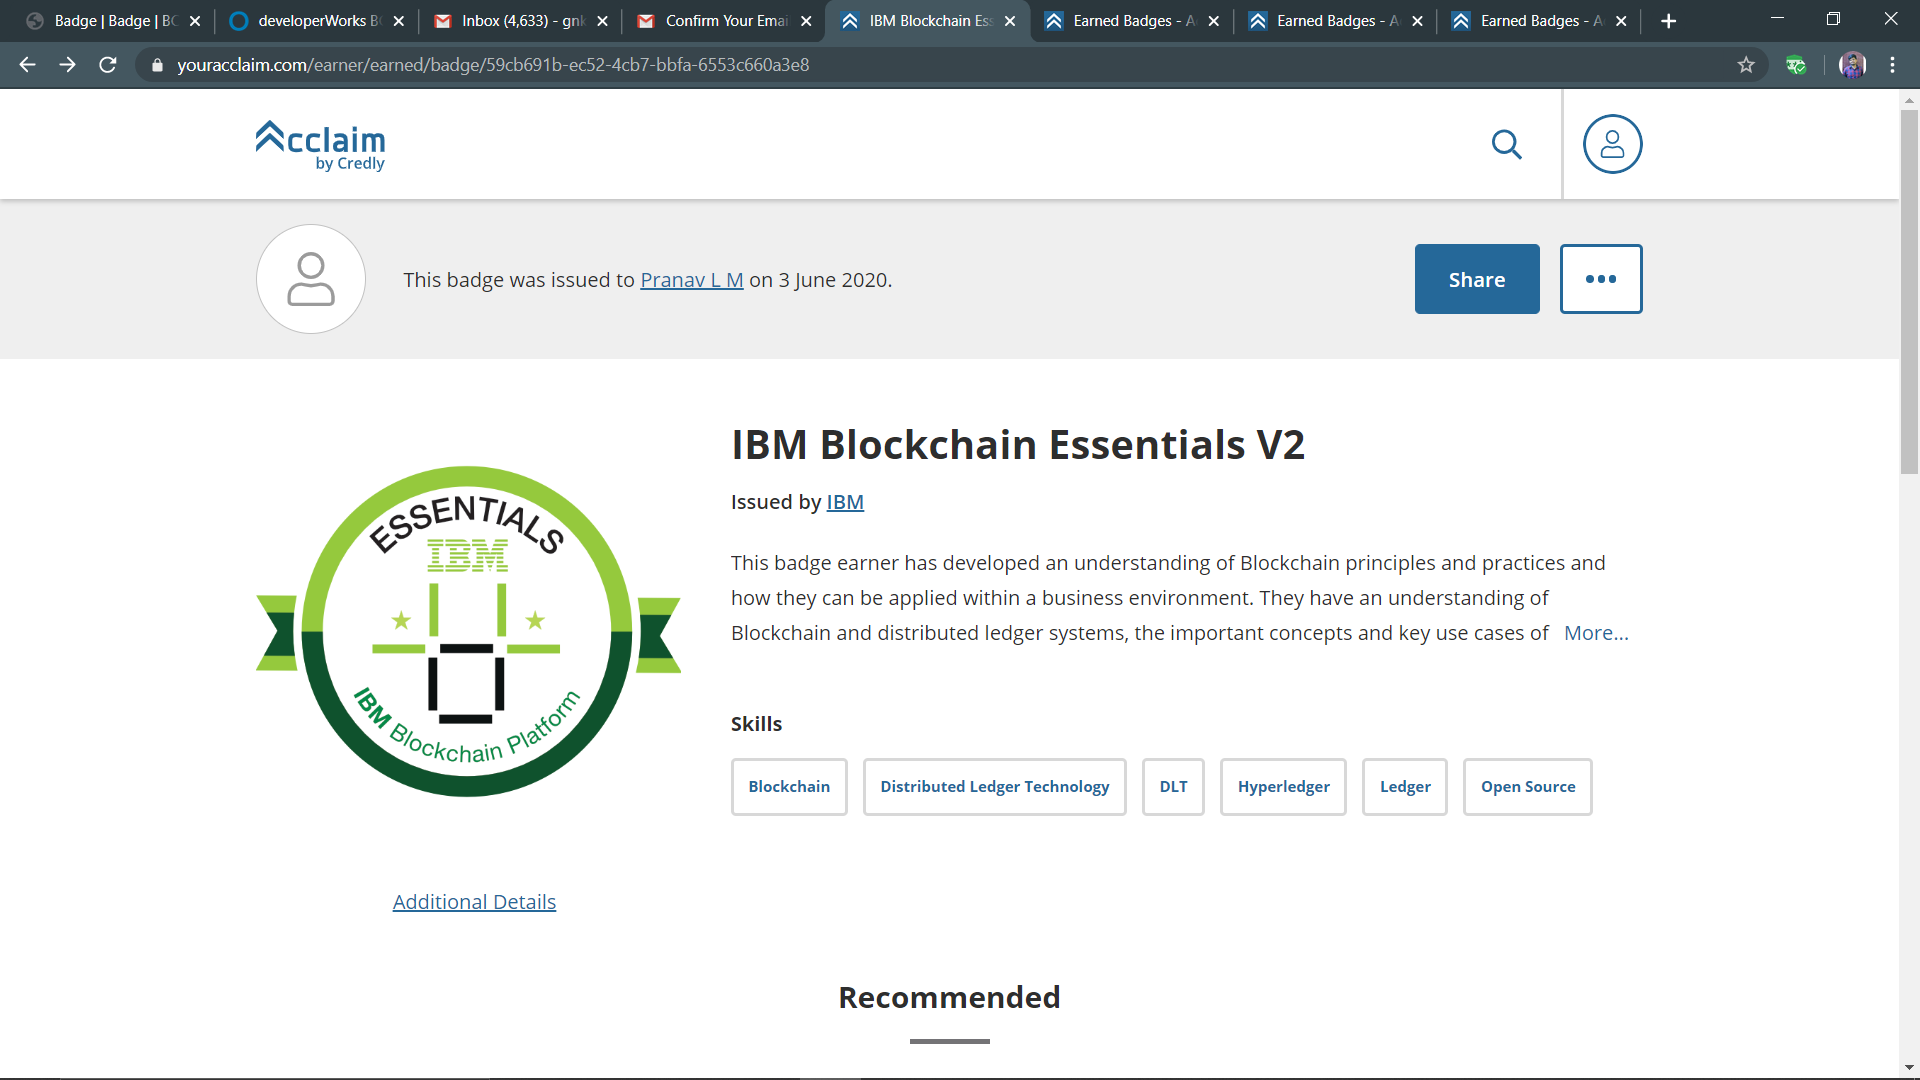 Badge | Badge | BC
developerWorks BC
Inbox (4,633) - gnk
Confirm Your Emai
IBM Blockchain Ess
Earned Badges - A
Earned Badges - A
Earned Badges - A
youracclaim.com/earner/earned/badge/59cb691b-ec52-4cb7-bbfa-6553c660a3e8
cclaim
by Credly
This badge was issued to Pranav L M on 3 June 2020.
Share
IBM Blockchain Essentials V2
Issued by IBM
This badge earner has developed an understanding of Blockchain principles and practices and
how they can be applied within a business environment. They have an understanding of
Blockchain and distributed ledger systems, the important concepts and key use cases of More...
ESSENTIALS
IBM
IBM Blockchain Platform
Skills
Blockchain
Distributed Ledger Technology
DLT
Hyperledger
Ledger
Open Source
Additional Details
Recommended